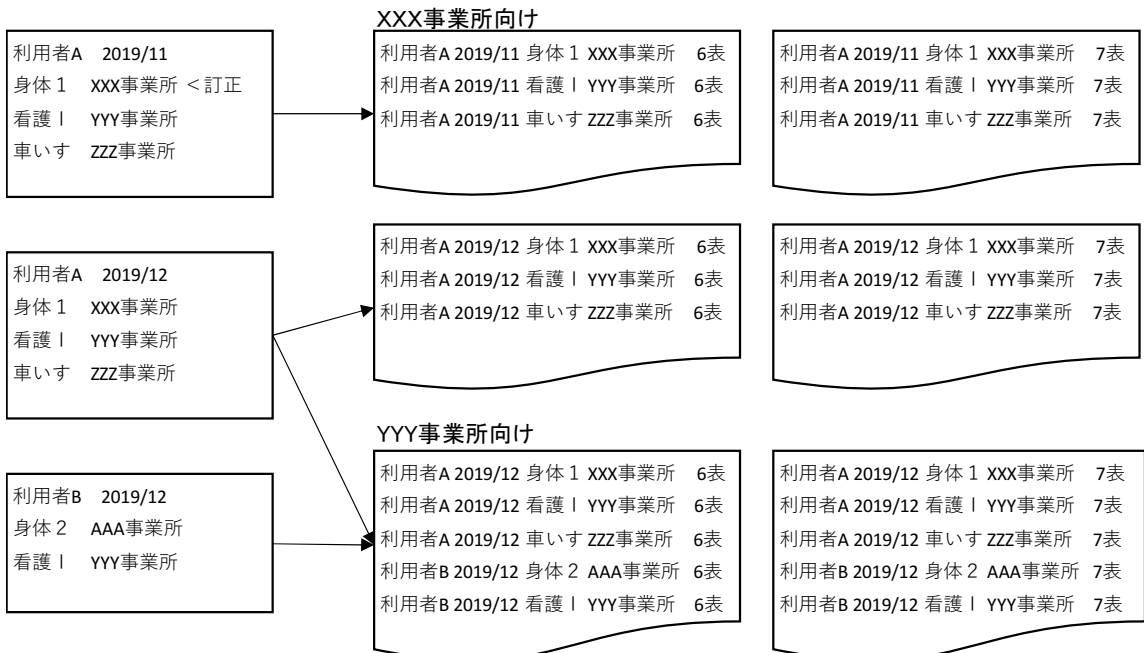 利用者A 2019/11
身体１ XXX事業所 ＜訂正
看護Ⅰ YYY事業所
車いす ZZZ事業所
利用者A 2019/12
身体１ XXX事業所
看護Ⅰ YYY事業所
車いす ZZZ事業所
利用者B 2019/12
身体２ AAA事業所
看護Ⅰ YYY事業所
XXX事業所向け
利用者A 2019/11 身体１ XXX事業所 6表
利用者A 2019/11 看護Ⅰ YYY事業所 6表
利用者A 2019/11 車いす ZZZ事業所 6表
利用者A 2019/11 身体１ XXX事業所 7表
利用者A 2019/11 看護Ⅰ YYY事業所 7表
利用者A 2019/11 車いす ZZZ事業所 7表
利用者A 2019/12 身体１ XXX事業所 6表
利用者A 2019/12 看護Ⅰ YYY事業所 6表
利用者A 2019/12 車いす ZZZ事業所 6表
利用者A 2019/12 身体１ XXX事業所 7表
利用者A 2019/12 看護Ⅰ YYY事業所 7表
利用者A 2019/12 車いす ZZZ事業所 7表
YYY事業所向け
利用者A 2019/12 身体１ XXX事業所 6表
利用者A 2019/12 看護Ⅰ YYY事業所 6表
利用者A 2019/12 車いす ZZZ事業所 6表
利用者B 2019/12 身体２ AAA事業所 6表
利用者B 2019/12 看護Ⅰ YYY事業所 6表
利用者A 2019/12 身体１ XXX事業所 7表
利用者A 2019/12 看護Ⅰ YYY事業所 7表
利用者A 2019/12 車いす ZZZ事業所 7表
利用者B 2019/12 身体２ AAA事業所 7表
利用者B 2019/12 看護Ⅰ YYY事業所 7表